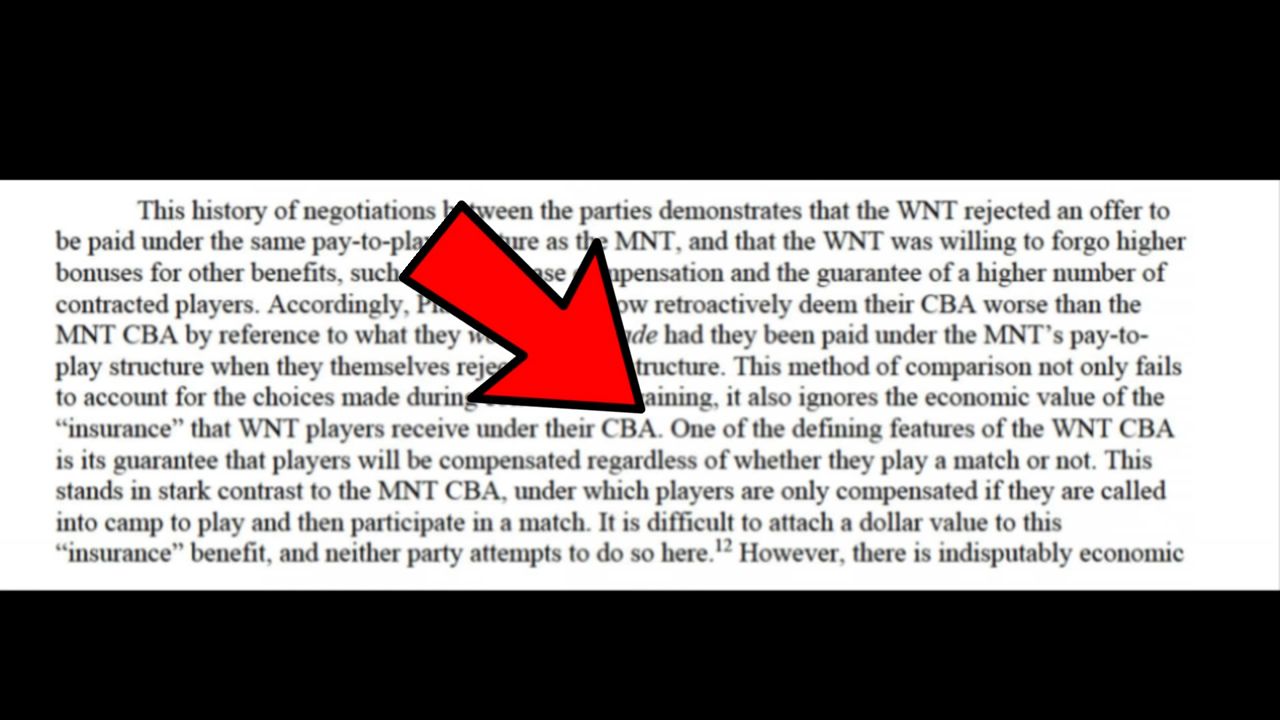 This history of negotiations between the parties demonstrates that the WNT rejected an offer to
be paid under the same pay-to-play as the MNT, and that the WNT was willing to forgo higher
bonuses for other benefits, such compensation and the guarantee of a higher number of
contracted players. Accordingly, retroactively deem their CBA worse than the
MNT CBA by reference to what they had they been paid under the MNT’s pay-to-
play structure when they themselves structure. This method of comparison not only fails
to account for the choices made during it also ignores the economic value of the
“insurance” that WNT players receive under their CBA. One of the defining features of the WNT CBA
is its guarantee that players will be compensated regardless of whether they play a match or not. This
stands in stark contrast to the MNT CBA, under which players are only compensated if they are called
into camp to play and then participate in a match. It is difficult to attach a dollar value to this
“insurance” benefit, and neither party attempts to do so here.12 However, there is indisputably economic